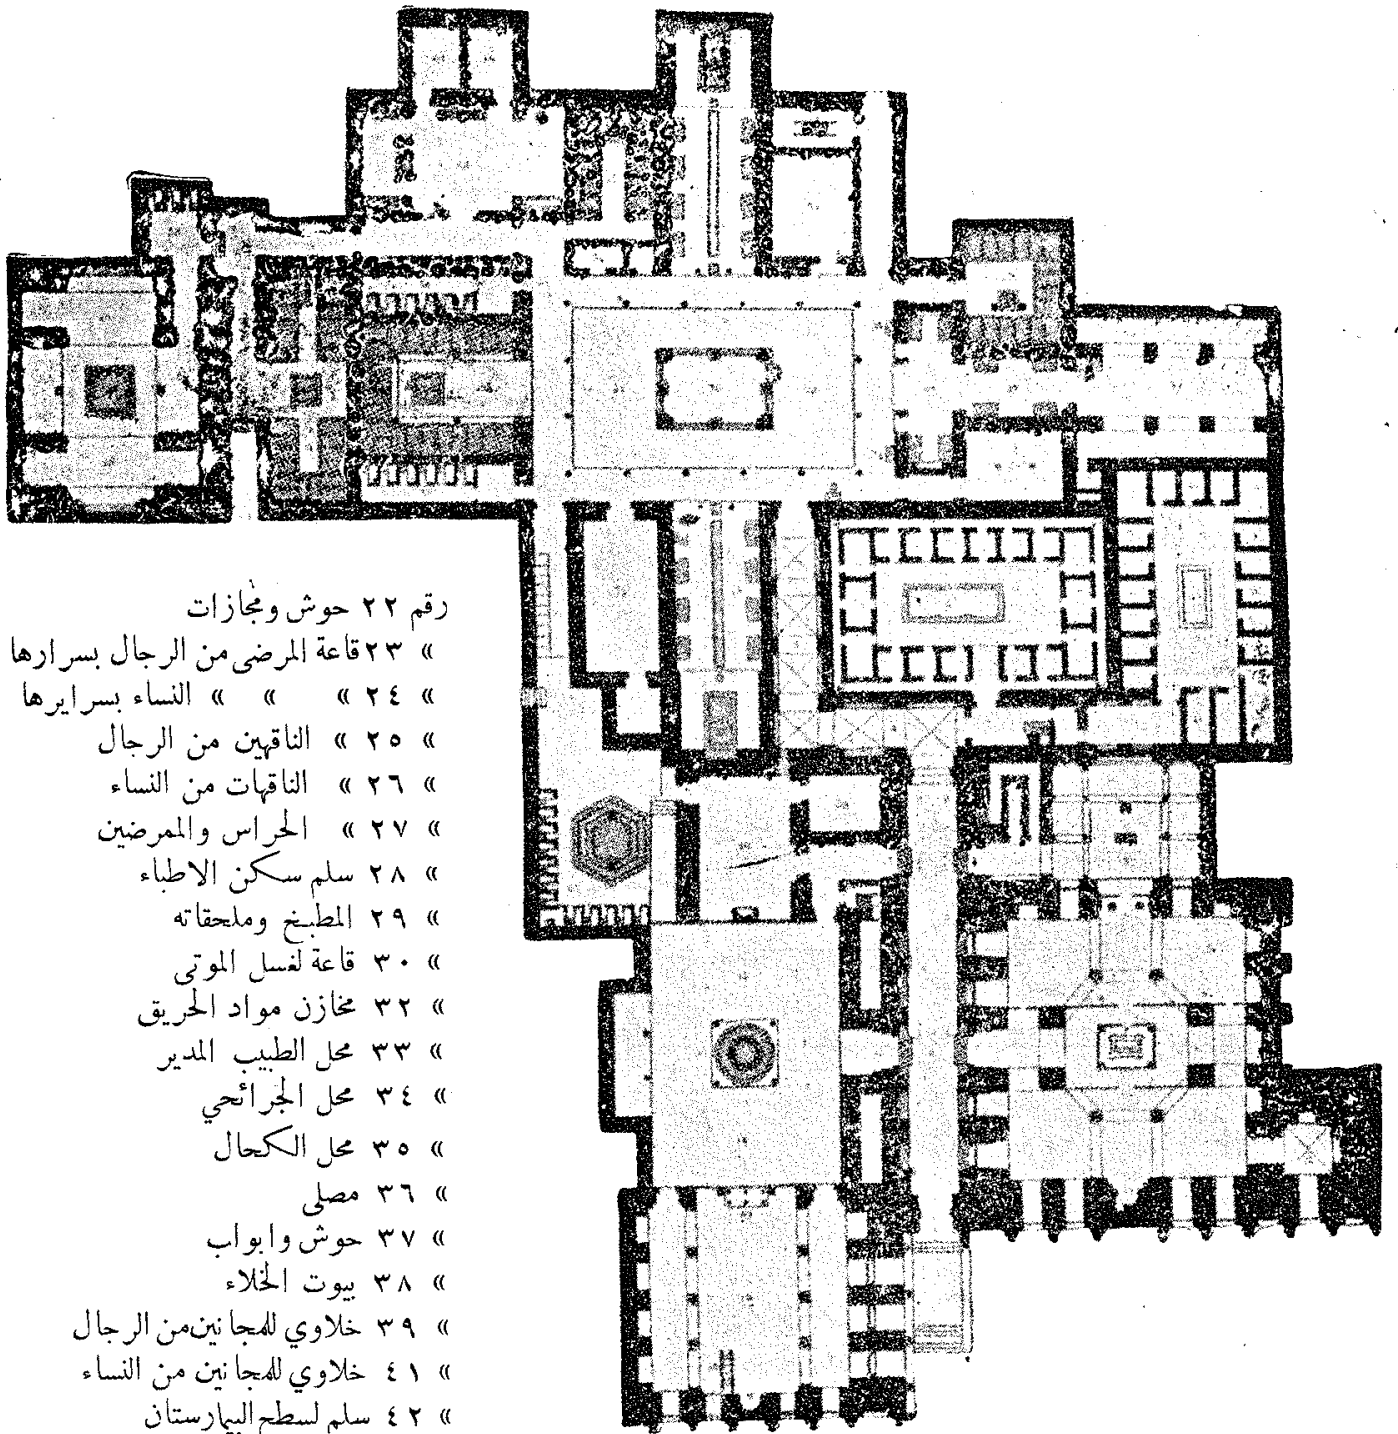 رقم ٢٢ حوش ومجازات
« ٢٣ قاعة المرضى من الرجال بسرارها
« ٢٤ « « « النساء بسرايرها
« ٢٥ « الناقهين من الرجال
« ٢٦ « الناقهات من النساء
« ٢٧ « الحراس والممرضين
« ٢٨ سلم سكن الاطباء
« ٢٩ المطبخ وملحقاته
« ٣٠ قاعة لغسل الموتى
« ٣٢ مخازن مواد الحريق
« ٣٣ محل الطبيب المدير
« ٣٤ محل الجرائحي
« ٣٥ محل الكحال
« ٣٦ مصلى
« ٣٧ حوش وابواب
« ٣٨ بيوت الخلاء
« ٣٩ خلاوي للمجانين من الرجال
« ٤١ خلاوي للمجانين من النساء
« ٤٢ سلم لسطح البيمارستان